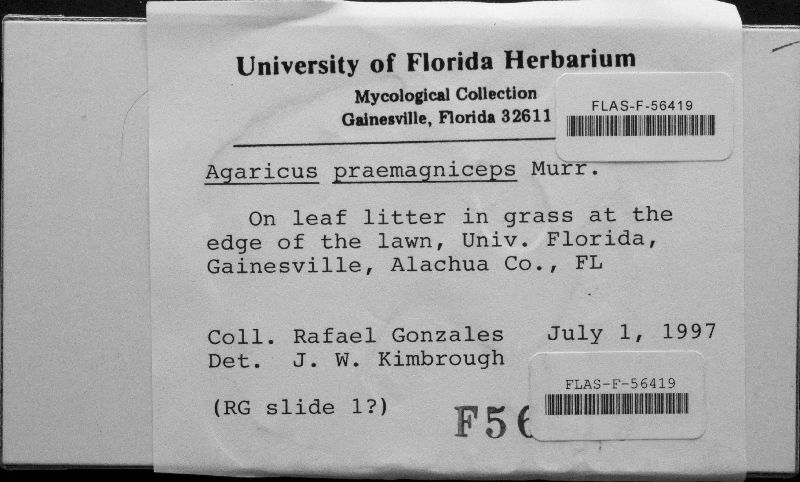 University of Florida Herbarium
Mycological Collection
Gainesville, Florida 32611
FLAS-F-56419
Agaricus praemagniceps Murr.
On leaf litter in grass at the
edge of the lawn, Univ. Florida,
Gainesville, Alachua Co., FL
Coll. Rafael Gonzales July 1, 1997
Det. J. W. Kimbrough
(RG slide 1?)
FLAS-F-56419
F56